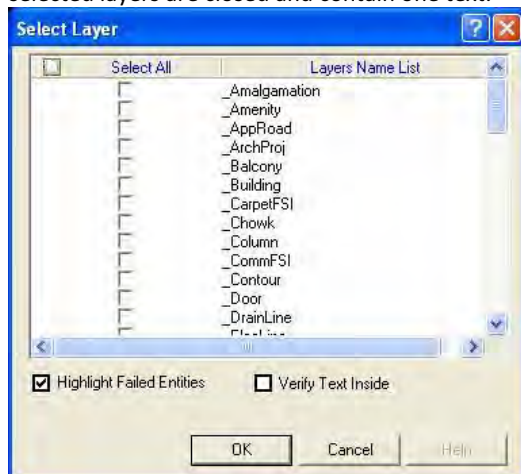 selected layers are closed and contain one text.
Select Layer
Select All Layers Name List
_Amalgamation
_Amenity
_AppRoad
_ArchProj
_Balcony
_Building
_CarpetFSI
_Chowk
_Column
_CommFSI
_Contour
_Door
_DrainLine
Highlight Failed Entities Verify Text Inside
OK Cancel Help